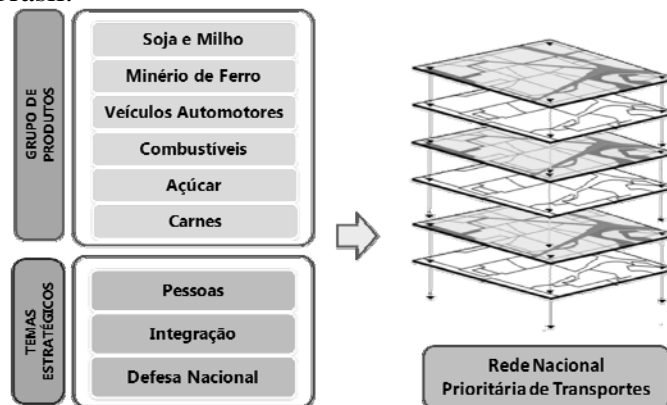 GRUPO DE
PRODUTOS
Soja e Milho
Minério de Ferro
Veículos Automotores
Combustíveis
Açúcar
Carnes
TEMAS
ESTRATÉGICOS
Pessoas
Integração
Defesa Nacional
Rede Nacional
Prioritária de Transportes